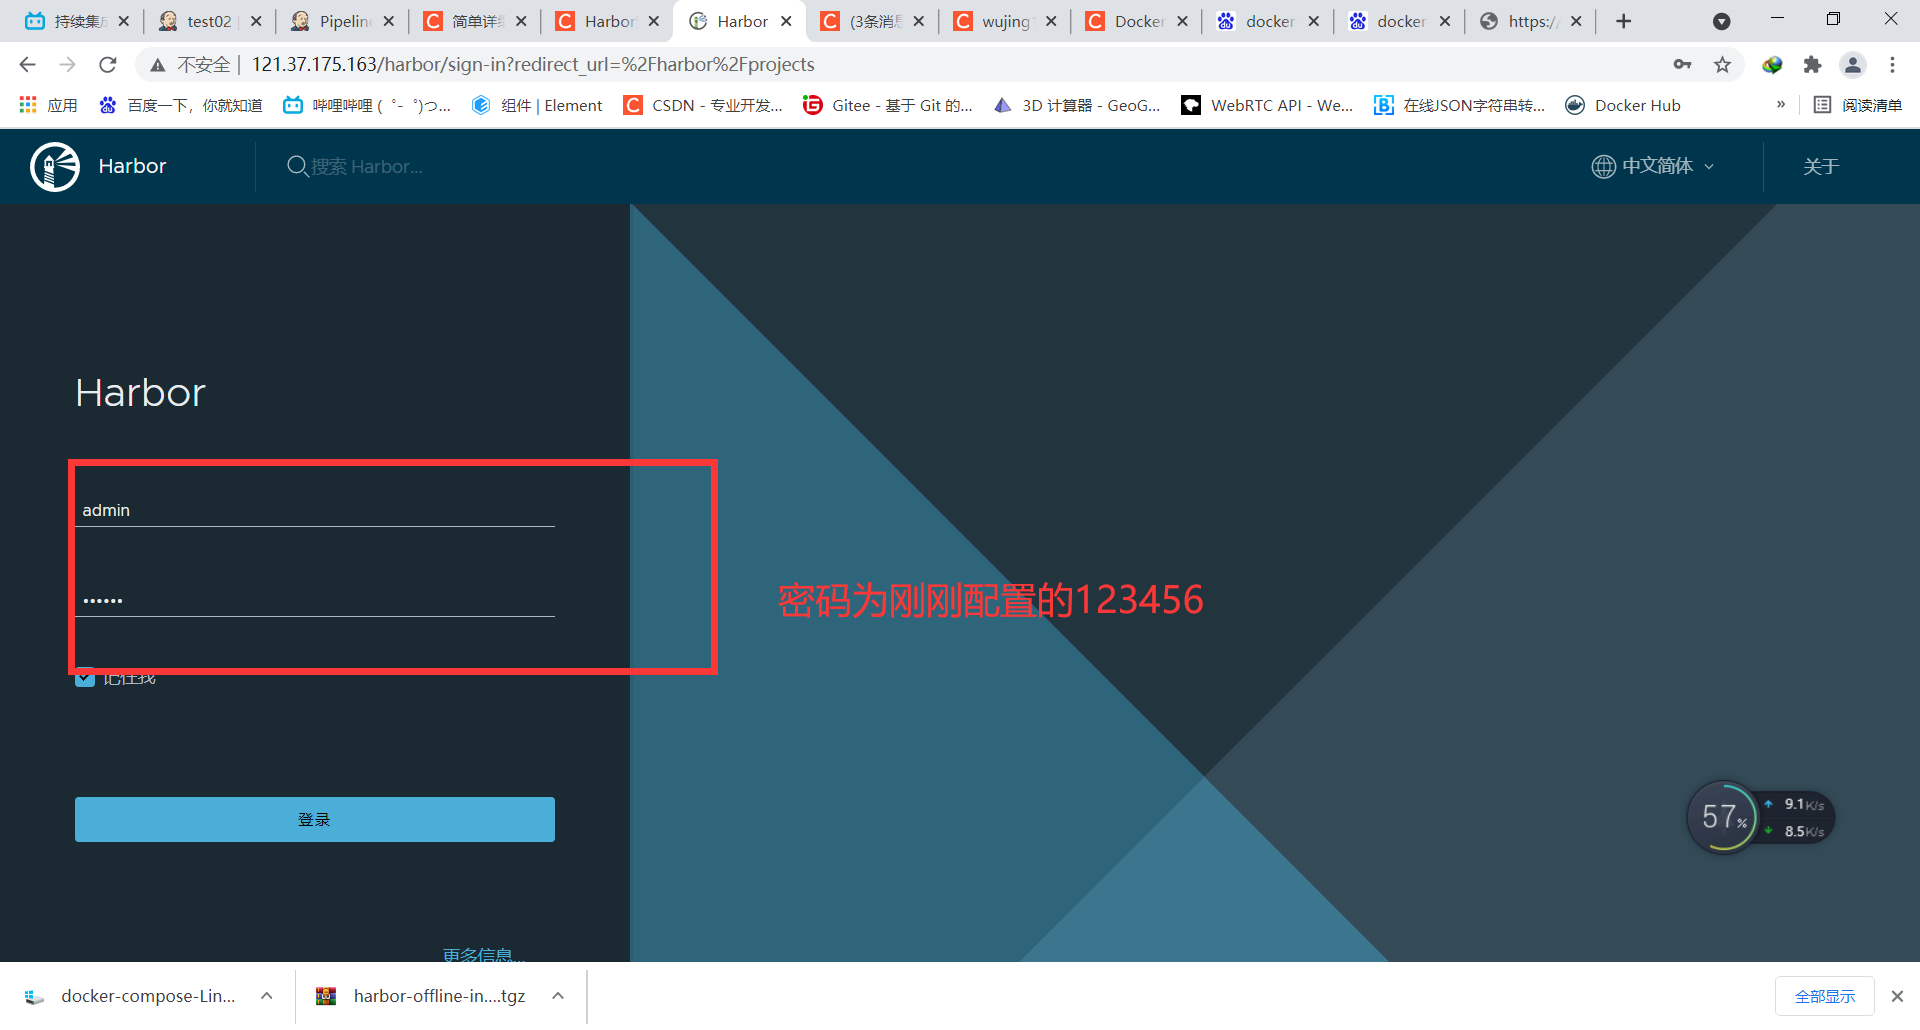 持续集成
test02
Pipeline
简单详细
Harbor
Harbor
(3条消息
wujing
Docker
docker
docker
https://
不安全 | 121.37.175.163/harbor/sign-in?redirect_url=%2Fharbor%2Fprojects
应用
百度一下，你就知道
哔哩哔哩 (゜-゜)つ...
组件 | Element
CSDN - 专业开发...
Gitee - 基于 Git 的...
3D 计算器 - GeoG...
WebRTC API - We...
在线JSON字符串转...
Docker Hub
»
阅读清单
Harbor
搜索 Harbor...
中文简体
关于
Harbor
admin
••••••
密码为刚刚配置的123456
记住我
登录
57%
9.1K/s
8.5K/s
更多信息...
docker-compose-Lin...
harbor-offline-in....tgz
全部显示